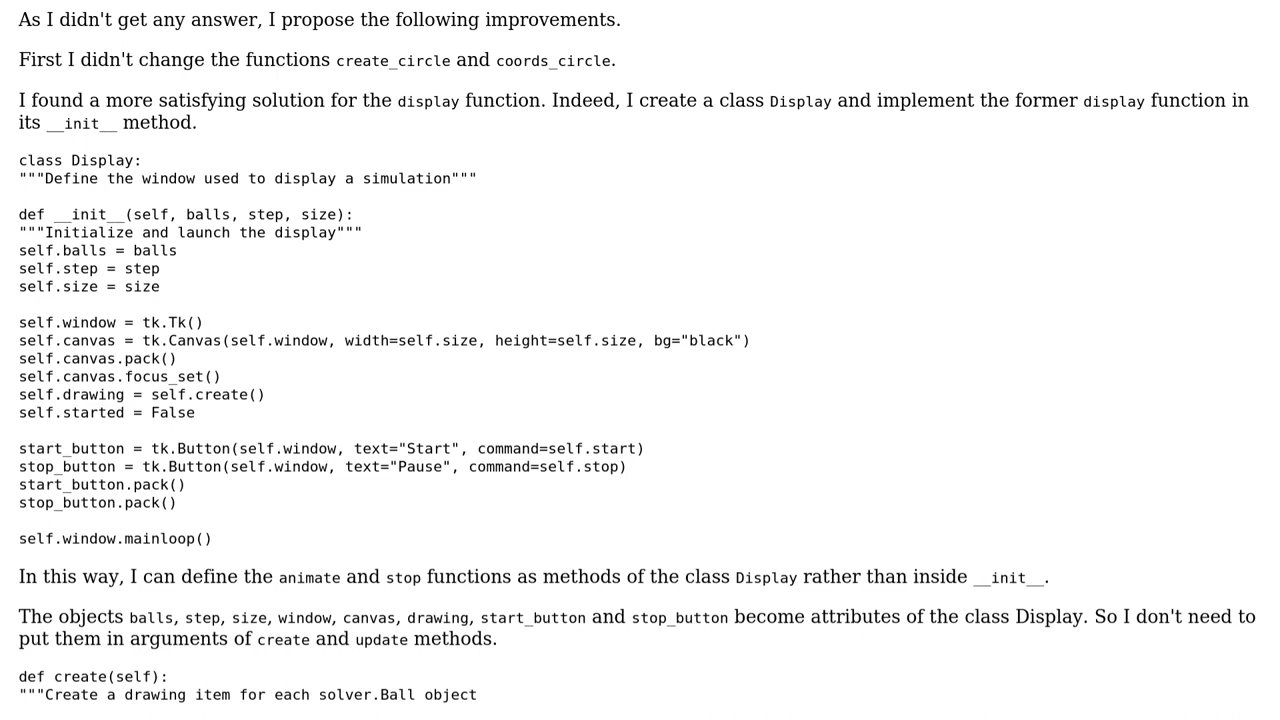 As I didn't get any answer, I propose the following improvements.
First I didn't change the functions create_circle and coords_circle.
I found a more satisfying solution for the display function. Indeed, I create a class Display and implement the former display function in
its __init__ method.
class Display:
"""Define the window used to display a simulation"""
def __init__(self, balls, step, size):
"""Initialize and launch the display"""
self.balls = balls
self.step = step
self.size = size
self.window = tk.Tk()
self.canvas = tk.Canvas(self.window, width=self.size, height=self.size, bg="black")
self.canvas.pack()
self.canvas.focus_set()
self.drawing = self.create()
self.started = False
start_button = tk.Button(self.window, text="Start", command=self.start)
stop_button = tk.Button(self.window, text="Pause", command=self.stop)
start_button.pack()
stop_button.pack()
self.window.mainloop()
In this way, I can define the animate and stop functions as methods of the class Display rather than inside __init__.
The objects balls, step, size, window, canvas, drawing, start_button and stop_button become attributes of the class Display. So I don't need to
put them in arguments of create and update methods.
def create(self):
"""Create a drawing item for each solver.Ball object